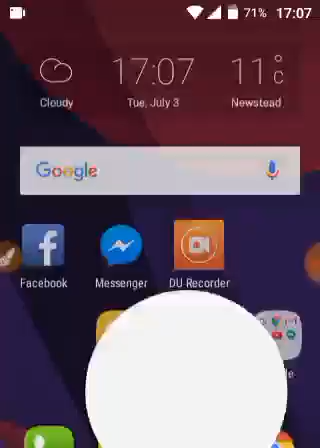 71% 17:07
17:07 11°C
Cloudy Tue, July 3 Newstead
Google
Facebook Messenger DU Recorder